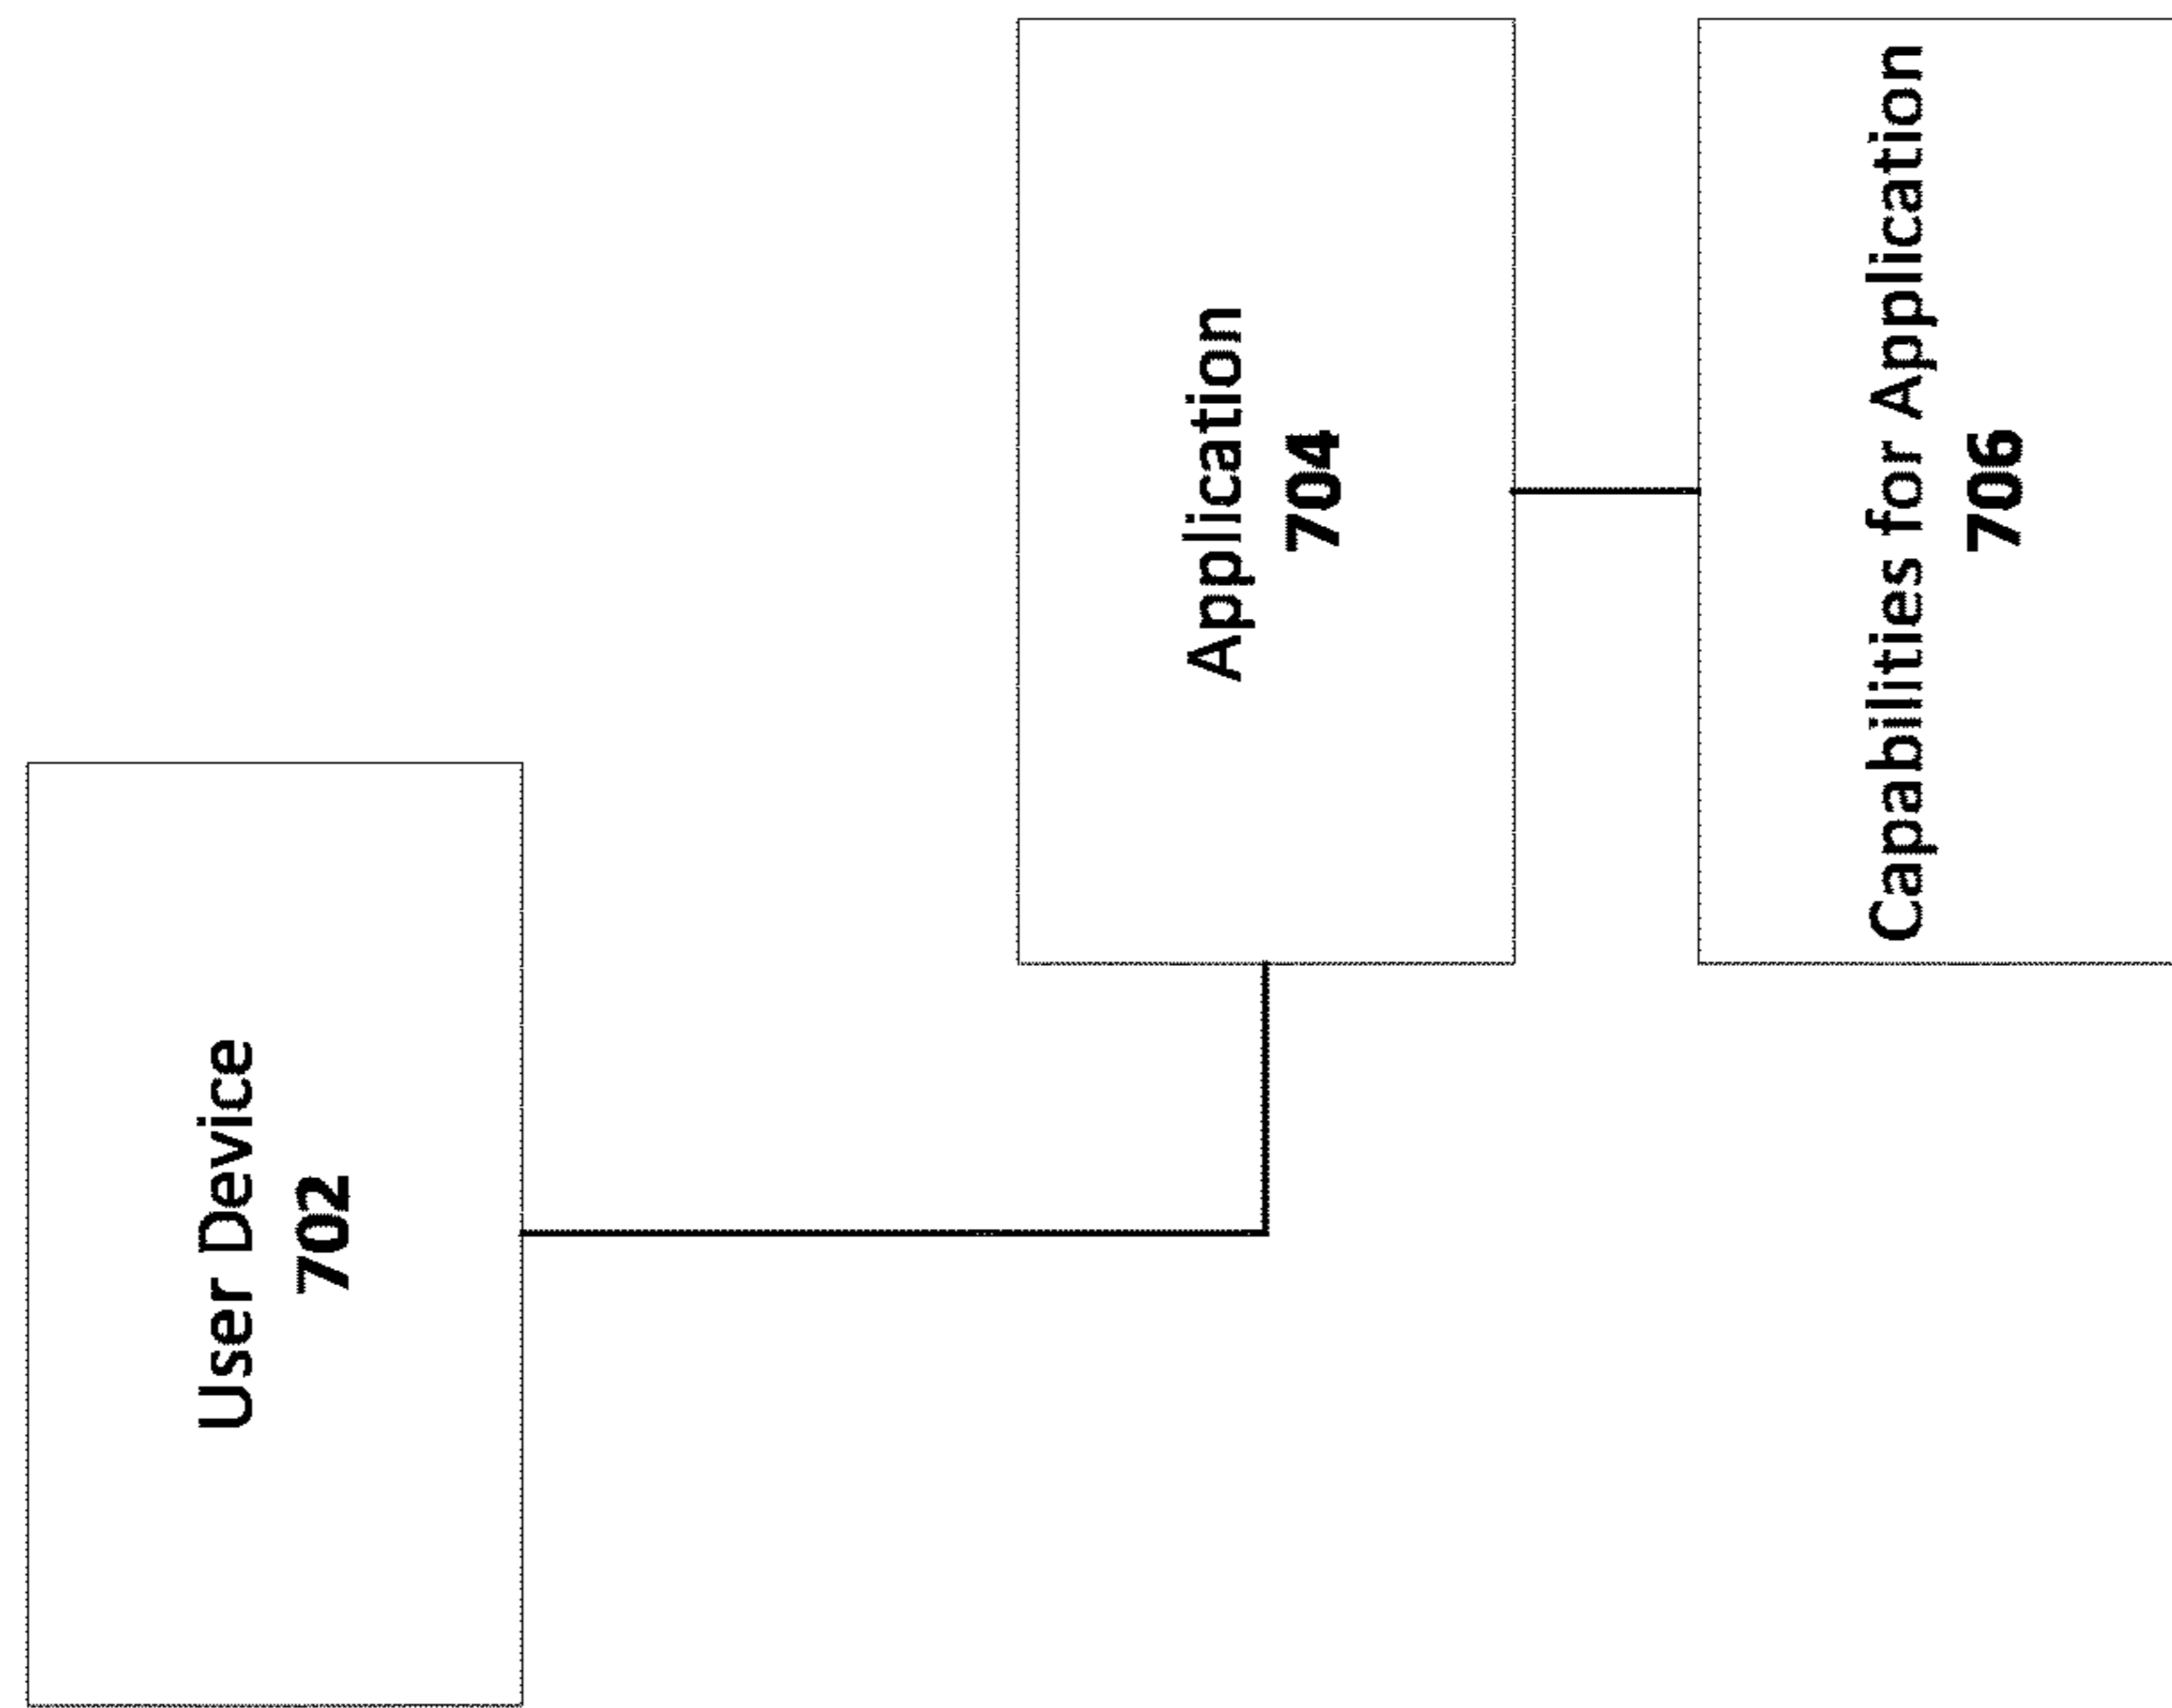 User Device
702
Application
704
Capabilities for Application
706